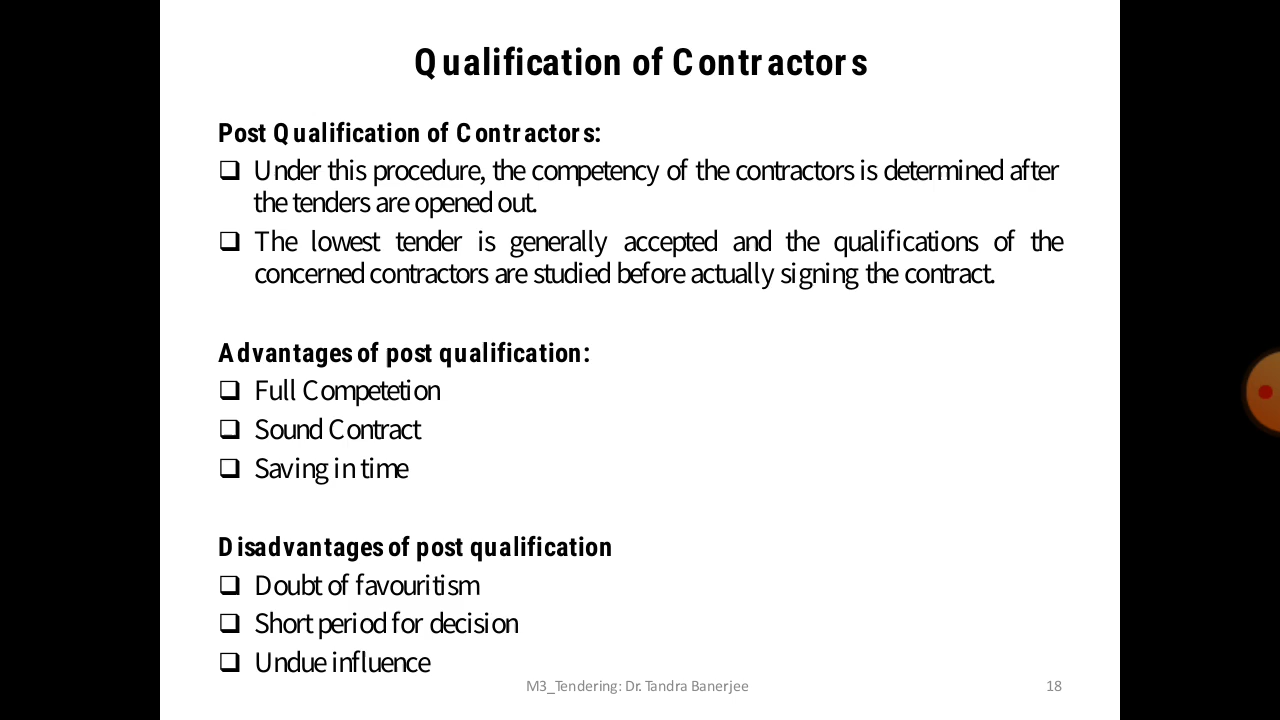 Qualification of Contractors
Post Qualification of Contractors:
❑ Under this procedure, the competency of the contractors is determined after
the tenders are opened out.
❑ The lowest tender is generally accepted and the qualifications of the
concerned contractors are studied before actually signing the contract.
Advantages of post qualification:
❑ Full Competetion
❑ Sound Contract
❑ Saving in time
Disadvantages of post qualification
❑ Doubt of favouritism
❑ Short period for decision
❑ Undue influence
M3_Tendering: Dr. Tandra Banerjee 18